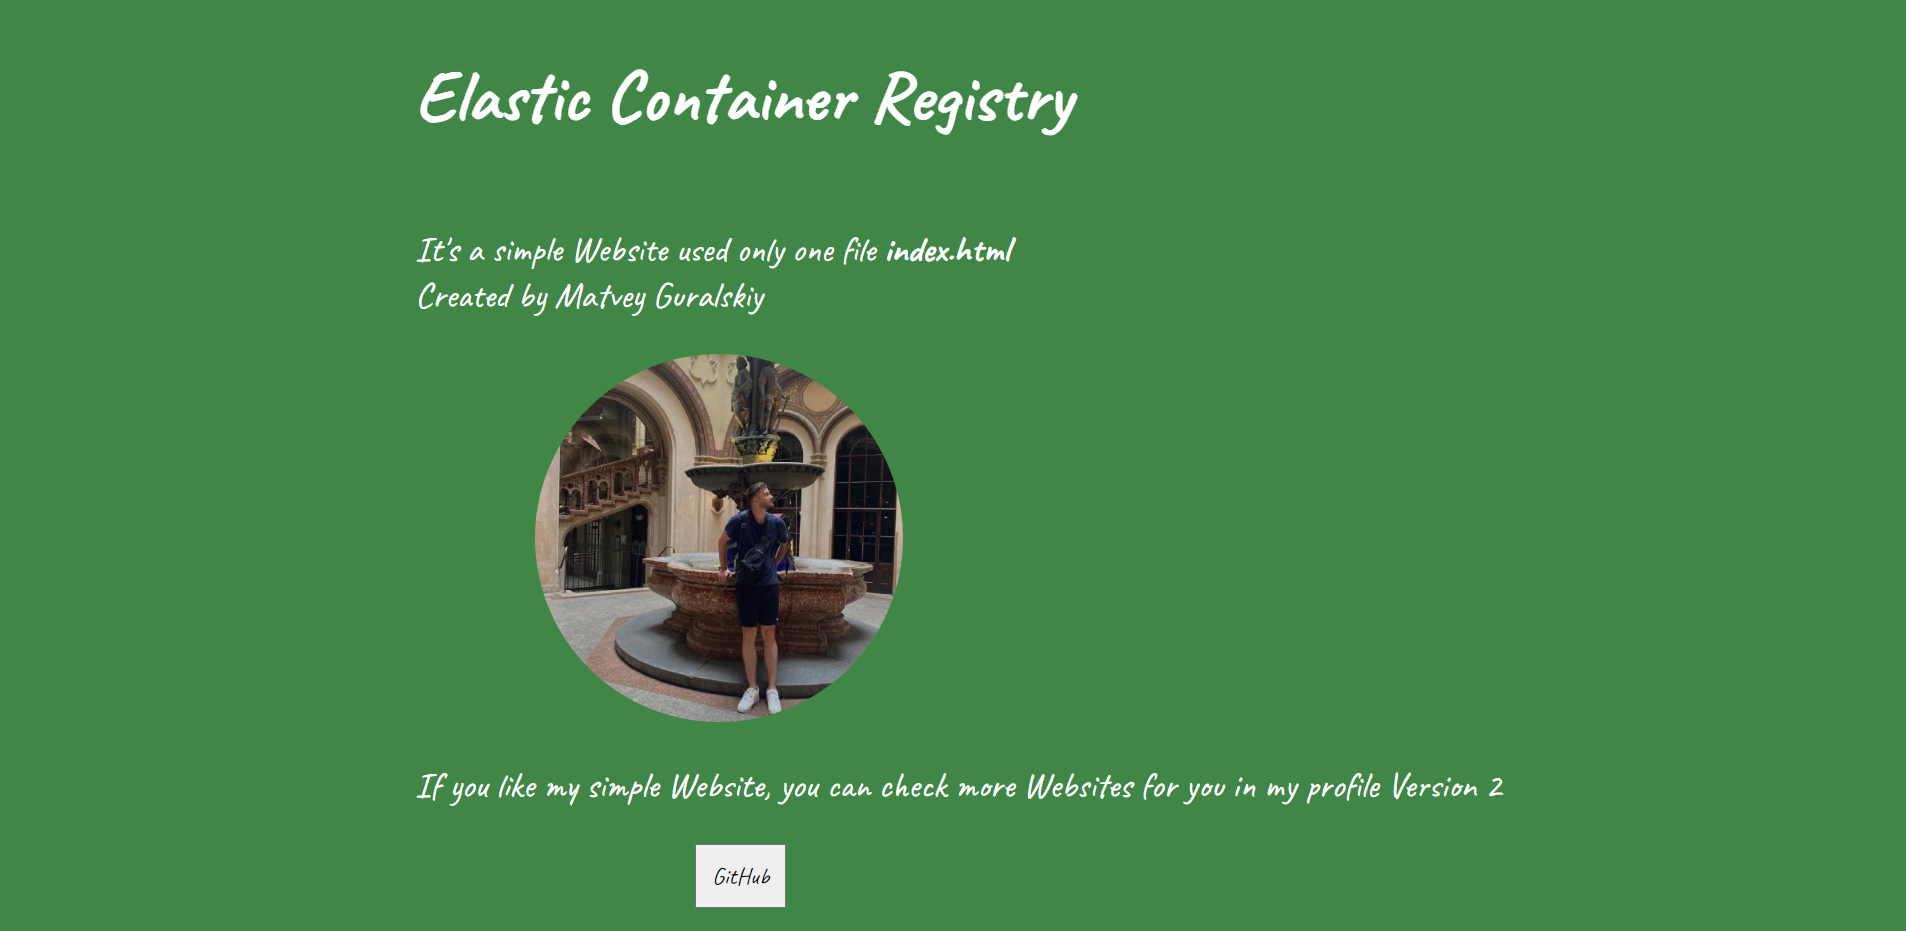 Elastic Container Registry
It's a simple Website used only one file index.html
Created by Matvey Guralskiy
If you like my simple Website, you can check more Websites for you in my profile Version 2
GitHub